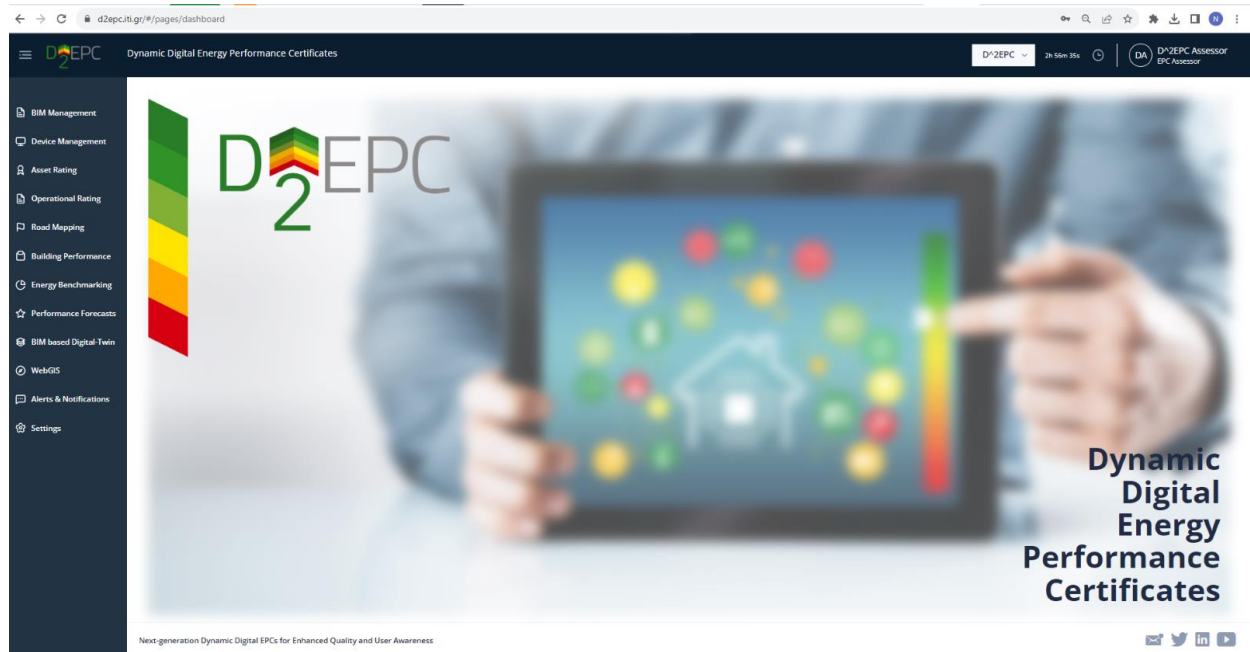 d2epc.iti.gr/#/pages/dashboard
N
D2EPC
Dynamic Digital Energy Performance Certificates
D^2EPC
2h 56m 35s
DA
D^2EPC Assessor
EPC Assessor
BIM Management
Device Management
Asset Rating
Operational Rating
Road Mapping
Building Performance
Energy Benchmarking
Performance Forecasts
BIM based Digital-Twin
WebGIS
Alerts & Notifications
Settings
D2EPC
Dynamic
Digital
Energy
Performance
Certificates
Next-generation Dynamic Digital EPCs for Enhanced Quality and User Awareness
in